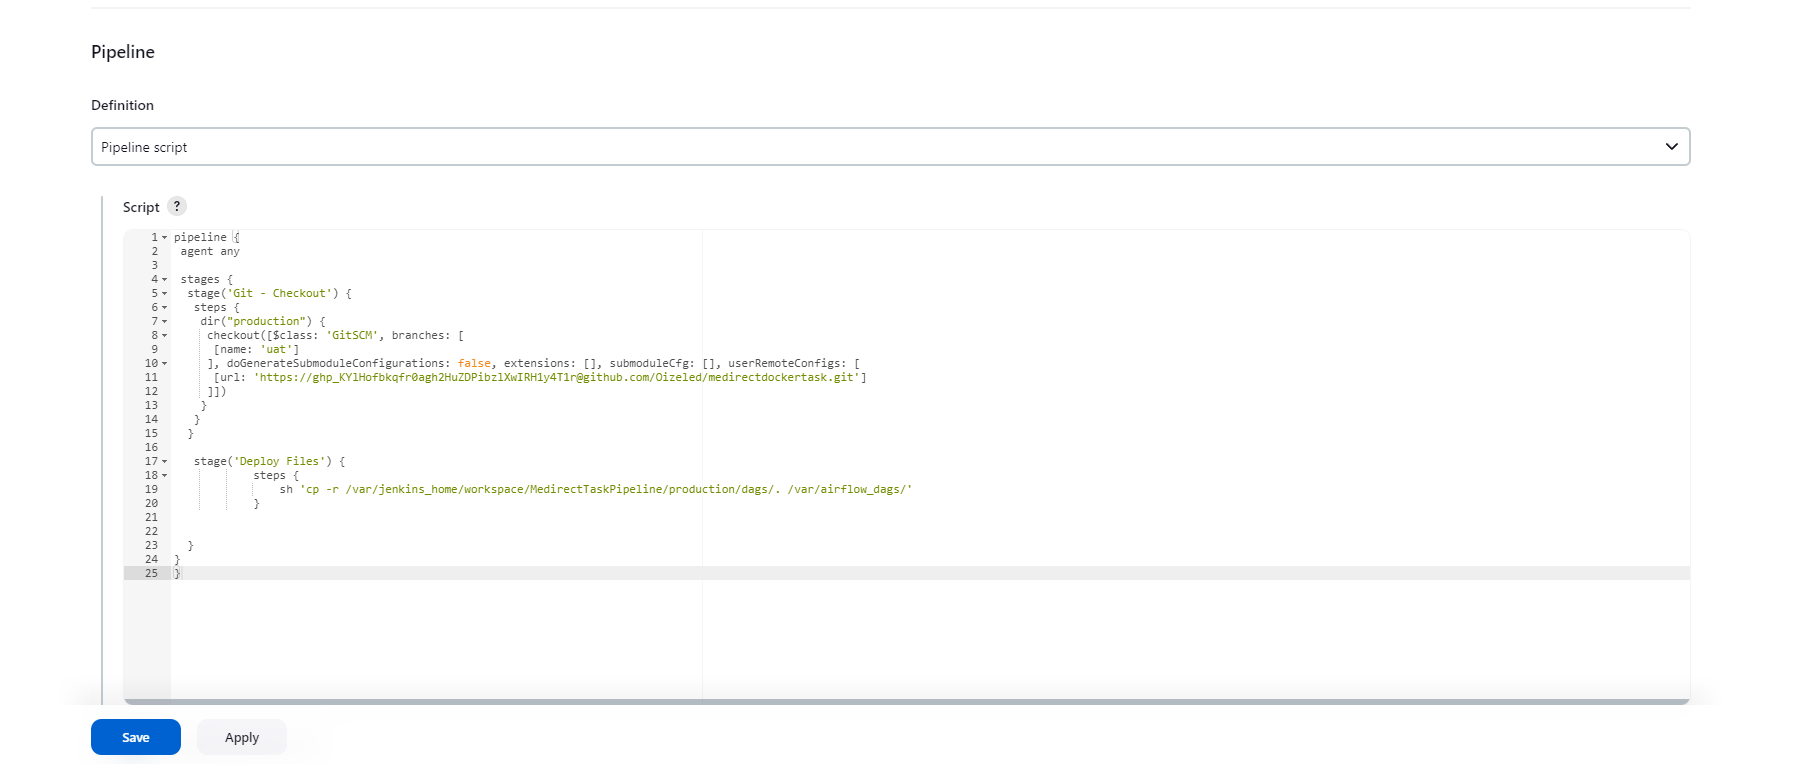 Pipeline
Definition
Pipeline script
Script ?
1 pipeline {
2 agent any
3
4 stages {
5 stage('Git - Checkout') {
6 steps {
7 dir("production") {
8 checkout([$class: 'GitSCM', branches: [
9 [name: 'uat']
10 ], doGenerateSubmoduleConfigurations: false, extensions: [], submoduleCfg: [], userRemoteConfigs: [
11 [url: 'https://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@github.com/Oizeled/medirectdockertask.git']
12 ]])
13 }
14 }
15 }
16
17 stage('Deploy Files') {
18 steps {
19 sh 'cp -r /var/jenkins_home/workspace/MedirectTaskPipeline/production/dags/. /var/airflow_dags/'
20 }
21
22
23 }
24 }
25 }
Save
Apply